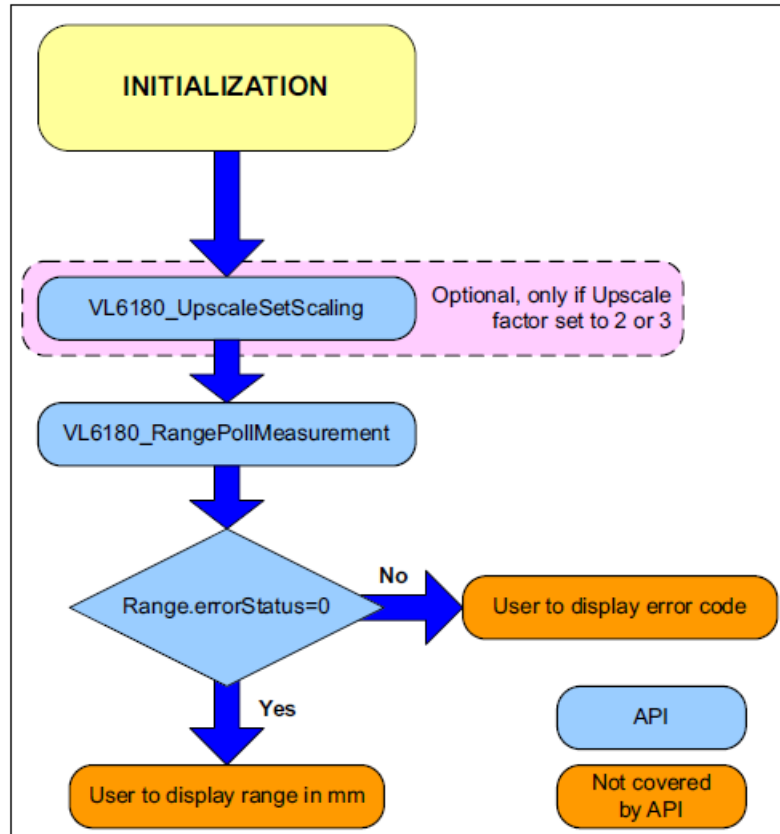 INITIALIZATION
VL6180_UpscaleSetScaling
Optional, only if Upscale
factor set to 2 or 3
VL6180_RangePollMeasurement
Range.errorStatus=0
No
User to display error code
Yes
User to display range in mm
API
Not covered
by API